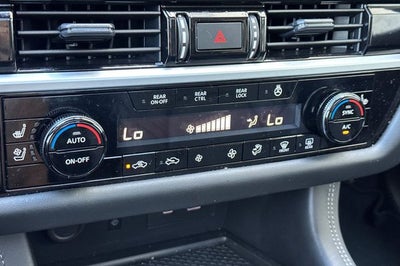 REAR ON-OFF
REAR CTRL
REAR LOCK
AUTO
ON-OFF
Lo
Lo
SYNC
A/C